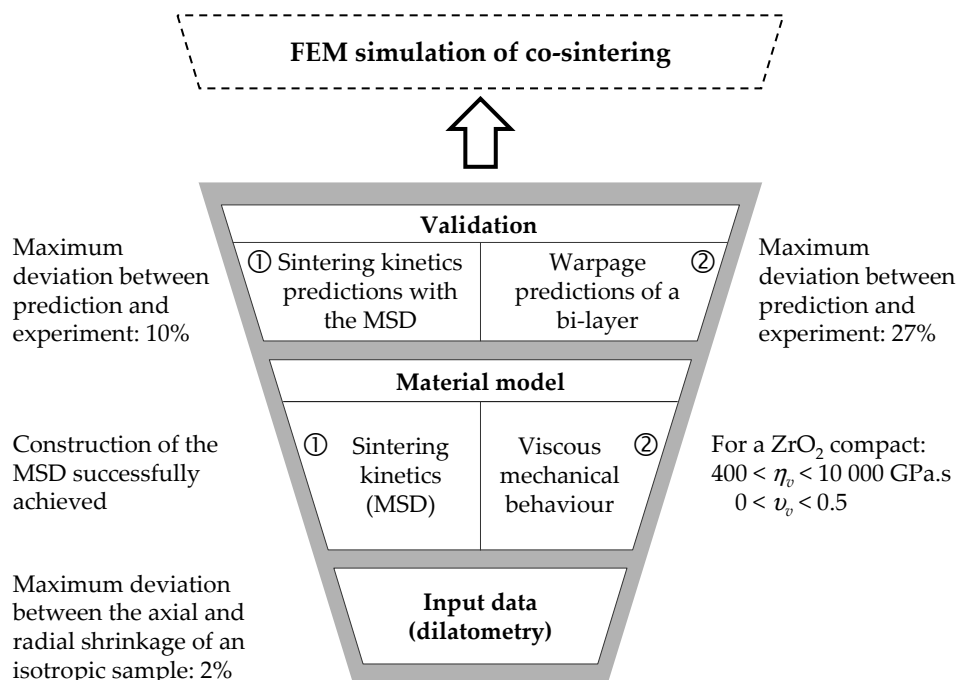 FEM simulation of co-sintering
Validation
Maximum
deviation between
prediction and
experiment: 10%
① Sintering kinetics
predictions with
the MSD
Warpage ②
predictions of a
bi-layer
Maximum
deviation between
prediction and
experiment: 27%
Material model
Construction of the
MSD successfully
achieved
① Sintering
kinetics
(MSD)
Viscous ②
mechanical
behaviour
For a ZrO₂ compact:
400 < ηᵥ < 10 000 GPa.s
0 < υᵥ < 0.5
Maximum deviation
between the axial and
radial shrinkage of an
isotropic sample: 2%
Input data
(dilatometry)